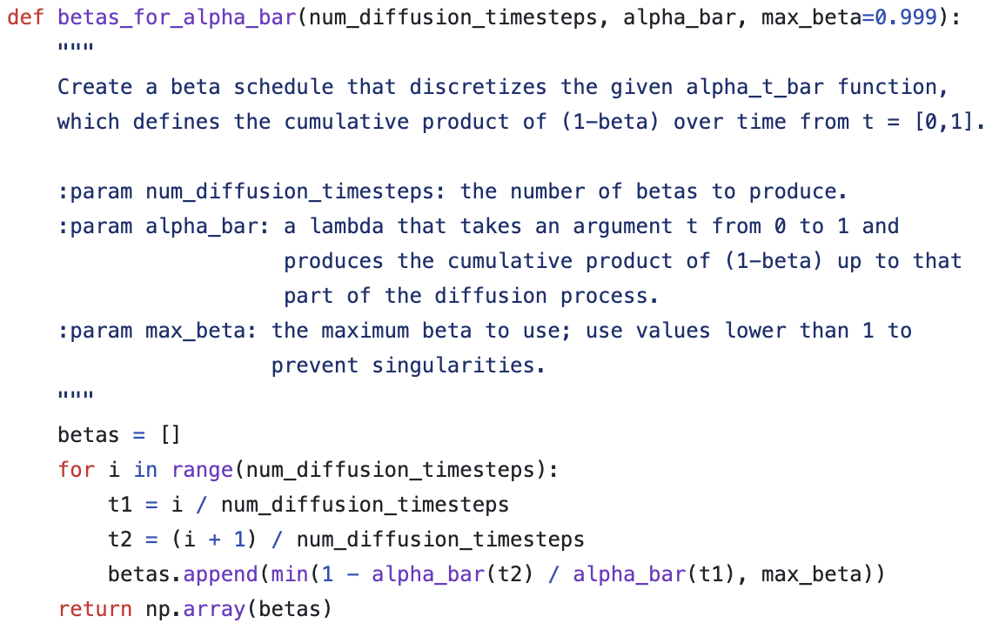 def betas_for_alpha_bar(num_diffusion_timesteps, alpha_bar, max_beta=0.999):
    """
    Create a beta schedule that discretizes the given alpha_t_bar function,
    which defines the cumulative product of (1-beta) over time from t = [0,1].

    :param num_diffusion_timesteps: the number of betas to produce.
    :param alpha_bar: a lambda that takes an argument t from 0 to 1 and
                      produces the cumulative product of (1-beta) up to that
                      part of the diffusion process.
    :param max_beta: the maximum beta to use; use values lower than 1 to
                     prevent singularities.
    """
    betas = []
    for i in range(num_diffusion_timesteps):
        t1 = i / num_diffusion_timesteps
        t2 = (i + 1) / num_diffusion_timesteps
        betas.append(min(1 - alpha_bar(t2) / alpha_bar(t1), max_beta))
    return np.array(betas)